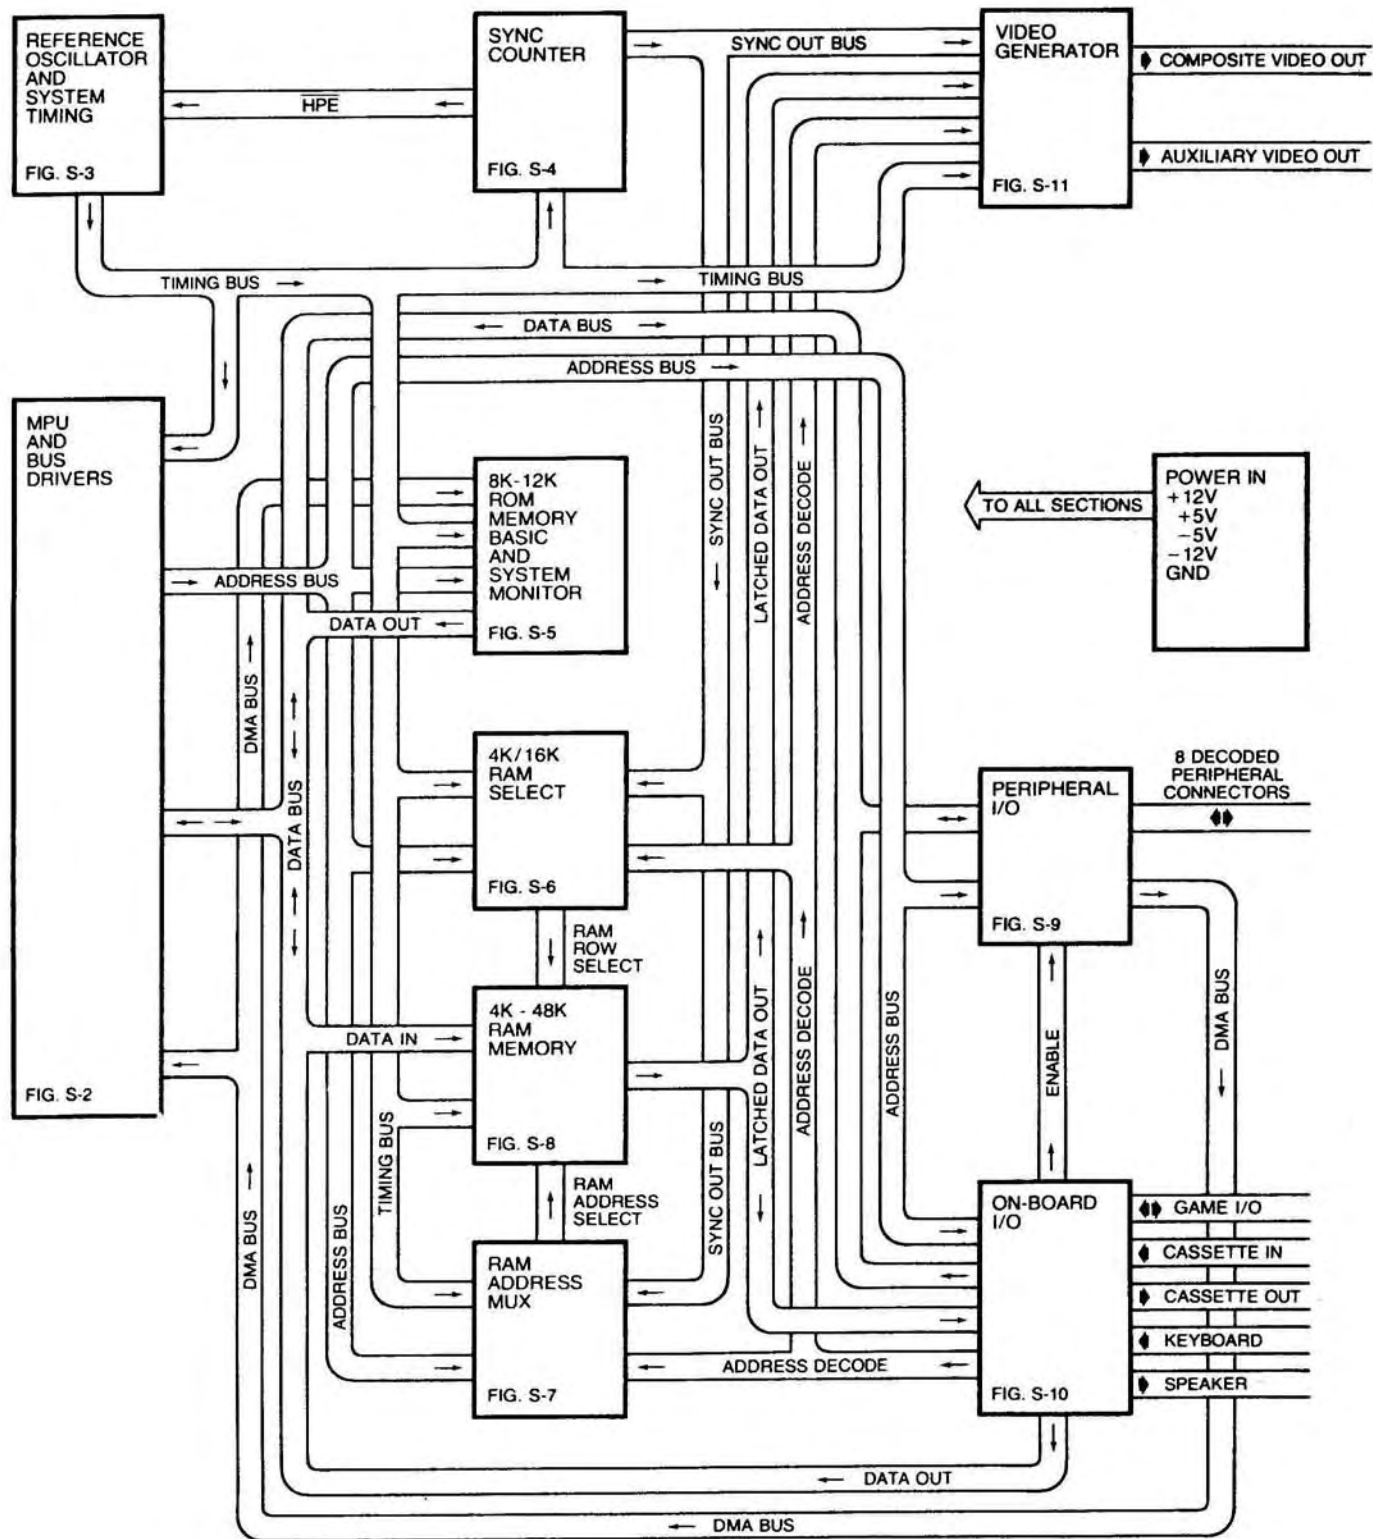 REFERENCE
OSCILLATOR
AND
SYSTEM
TIMING
FIG. S-3
HPE
SYNC
COUNTER
FIG. S-4
SYNC OUT BUS
VIDEO
GENERATOR
FIG. S-11
COMPOSITE VIDEO OUT
AUXILIARY VIDEO OUT
TIMING BUS
TIMING BUS
DATA BUS
ADDRESS BUS
MPU
AND
BUS
DRIVERS
FIG. S-2
8K-12K
ROM
MEMORY
BASIC
AND
SYSTEM
MONITOR
FIG. S-5
ADDRESS BUS
DATA OUT
DMA BUS
DATA BUS
SYNC OUT BUS
LATCHED DATA OUT
ADDRESS DECODE
TO ALL SECTIONS
POWER IN
+12V
+5V
−5V
−12V
GND
4K/16K
RAM
SELECT
FIG. S-6
RAM
ROW
SELECT
PERIPHERAL
I/O
FIG. S-9
8 DECODED
PERIPHERAL
CONNECTORS
4K - 48K
RAM
MEMORY
FIG. S-8
DATA IN
LATCHED DATA OUT
ADDRESS DECODE
ADDRESS BUS
ENABLE
DMA BUS
DMA BUS
ADDRESS BUS
TIMING BUS
RAM
ADDRESS
SELECT
SYNC OUT BUS
RAM
ADDRESS
MUX
FIG. S-7
ADDRESS DECODE
ON-BOARD
I/O
FIG. S-10
GAME I/O
CASSETTE IN
CASSETTE OUT
KEYBOARD
SPEAKER
DATA OUT
DMA BUS